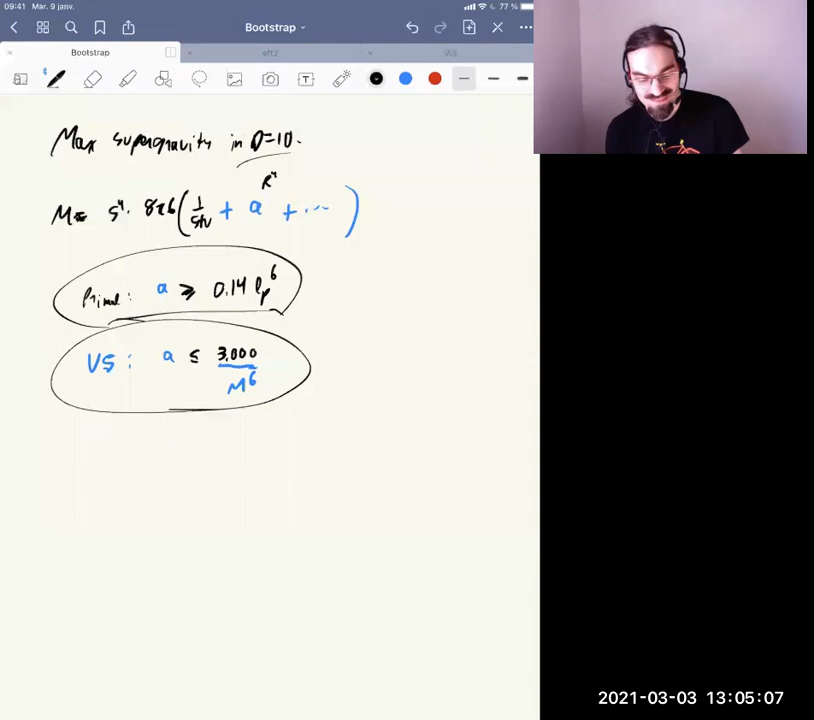 09:41 Mar. 9 janv. 77 %
Bootstrap
Bootstrap eft2
Max supergravity in D=10.
R⁴
M = S⁴· 8πG ( 1/stu + a + ··· )
Primal: a ⩾ 0.14 lₚ⁶
VS: a ≤ 3.000 / M⁶
2021-03-03 13:05:07